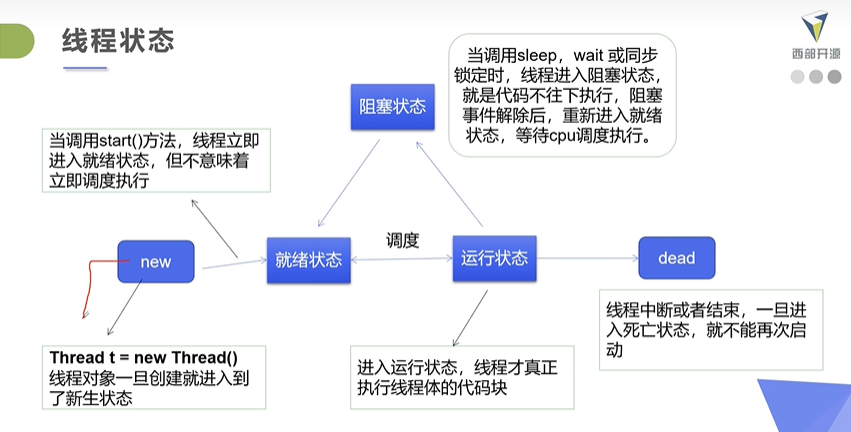 线程状态
西部开源
当调用sleep，wait 或同步
锁定时，线程进入阻塞状态，
就是代码不往下执行，阻塞
事件解除后，重新进入就绪
状态，等待cpu调度执行。
阻塞状态
当调用start()方法，线程立即
进入就绪状态，但不意味着
立即调度执行
new
就绪状态
调度
运行状态
dead
Thread t = new Thread()
线程对象一旦创建就进入到
了新生状态
进入运行状态，线程才真正
执行线程体的代码块
线程中断或者结束，一旦进
入死亡状态，就不能再次启
动